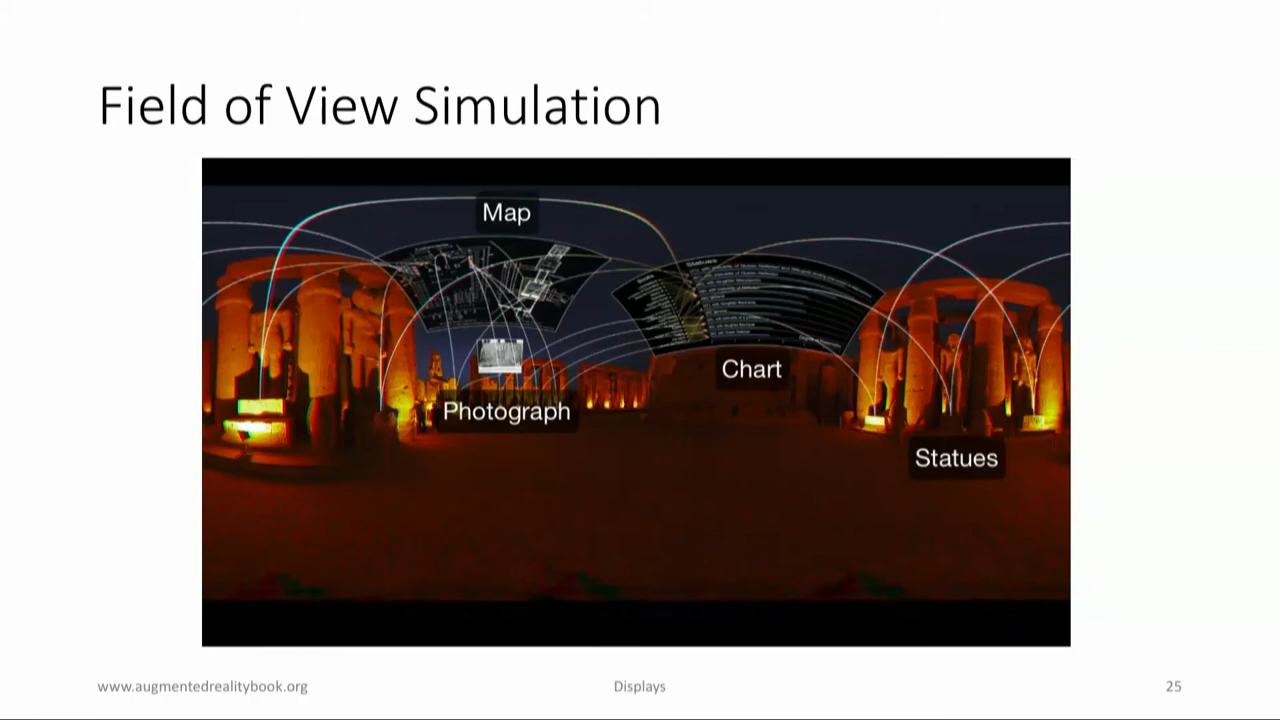 Field of View Simulation
Map
Photograph
Chart
Statues
www.augmentedrealitybook.org
Displays
25